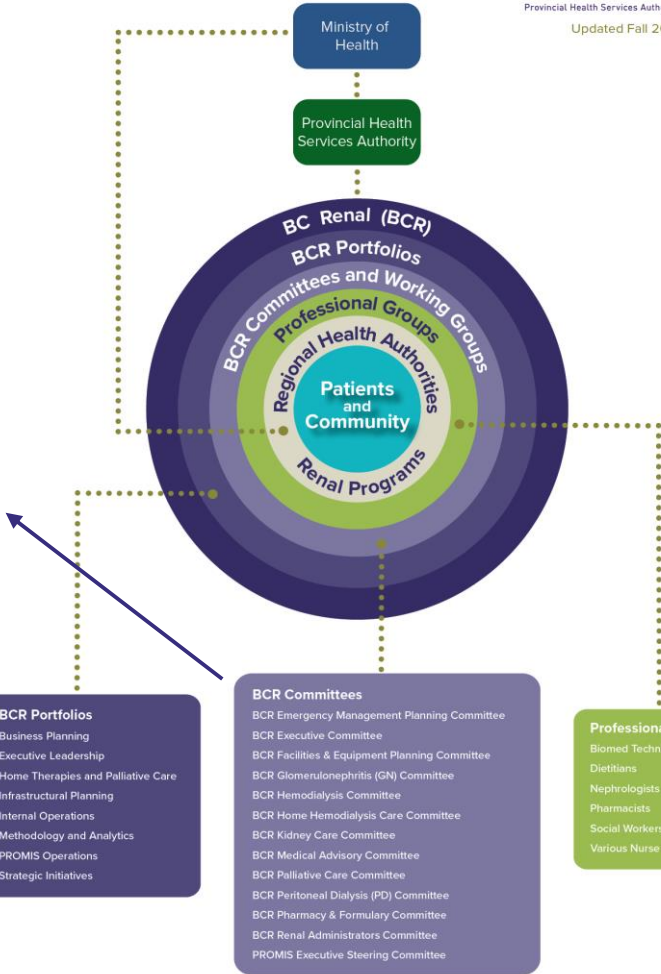 Provincial Health Services Auth
Updated Fall 20
Ministry of
Health
Provincial Health
Services Authority
BC Renal (BCR)
BCR Portfolios
BCR Committees and Working Groups
Professional Groups
Regional Health Authorities
Patients
and
Community
Renal Programs
BCR Portfolios
Business Planning
Executive Leadership
Home Therapies and Palliative Care
Infrastructural Planning
Internal Operations
Methodology and Analytics
PROMIS Operations
Strategic Initiatives
BCR Committees
BCR Emergency Management Planning Committee
BCR Executive Committee
BCR Facilities & Equipment Planning Committee
BCR Glomerulonephritis (GN) Committee
BCR Hemodialysis Committee
BCR Home Hemodialysis Care Committee
BCR Kidney Care Committee
BCR Medical Advisory Committee
BCR Palliative Care Committee
BCR Peritoneal Dialysis (PD) Committee
BCR Pharmacy & Formulary Committee
BCR Renal Administrators Committee
PROMIS Executive Steering Committee
Professiona
Biomed Techn
Dietitians
Nephrologists
Pharmacists
Social Workers
Various Nurse